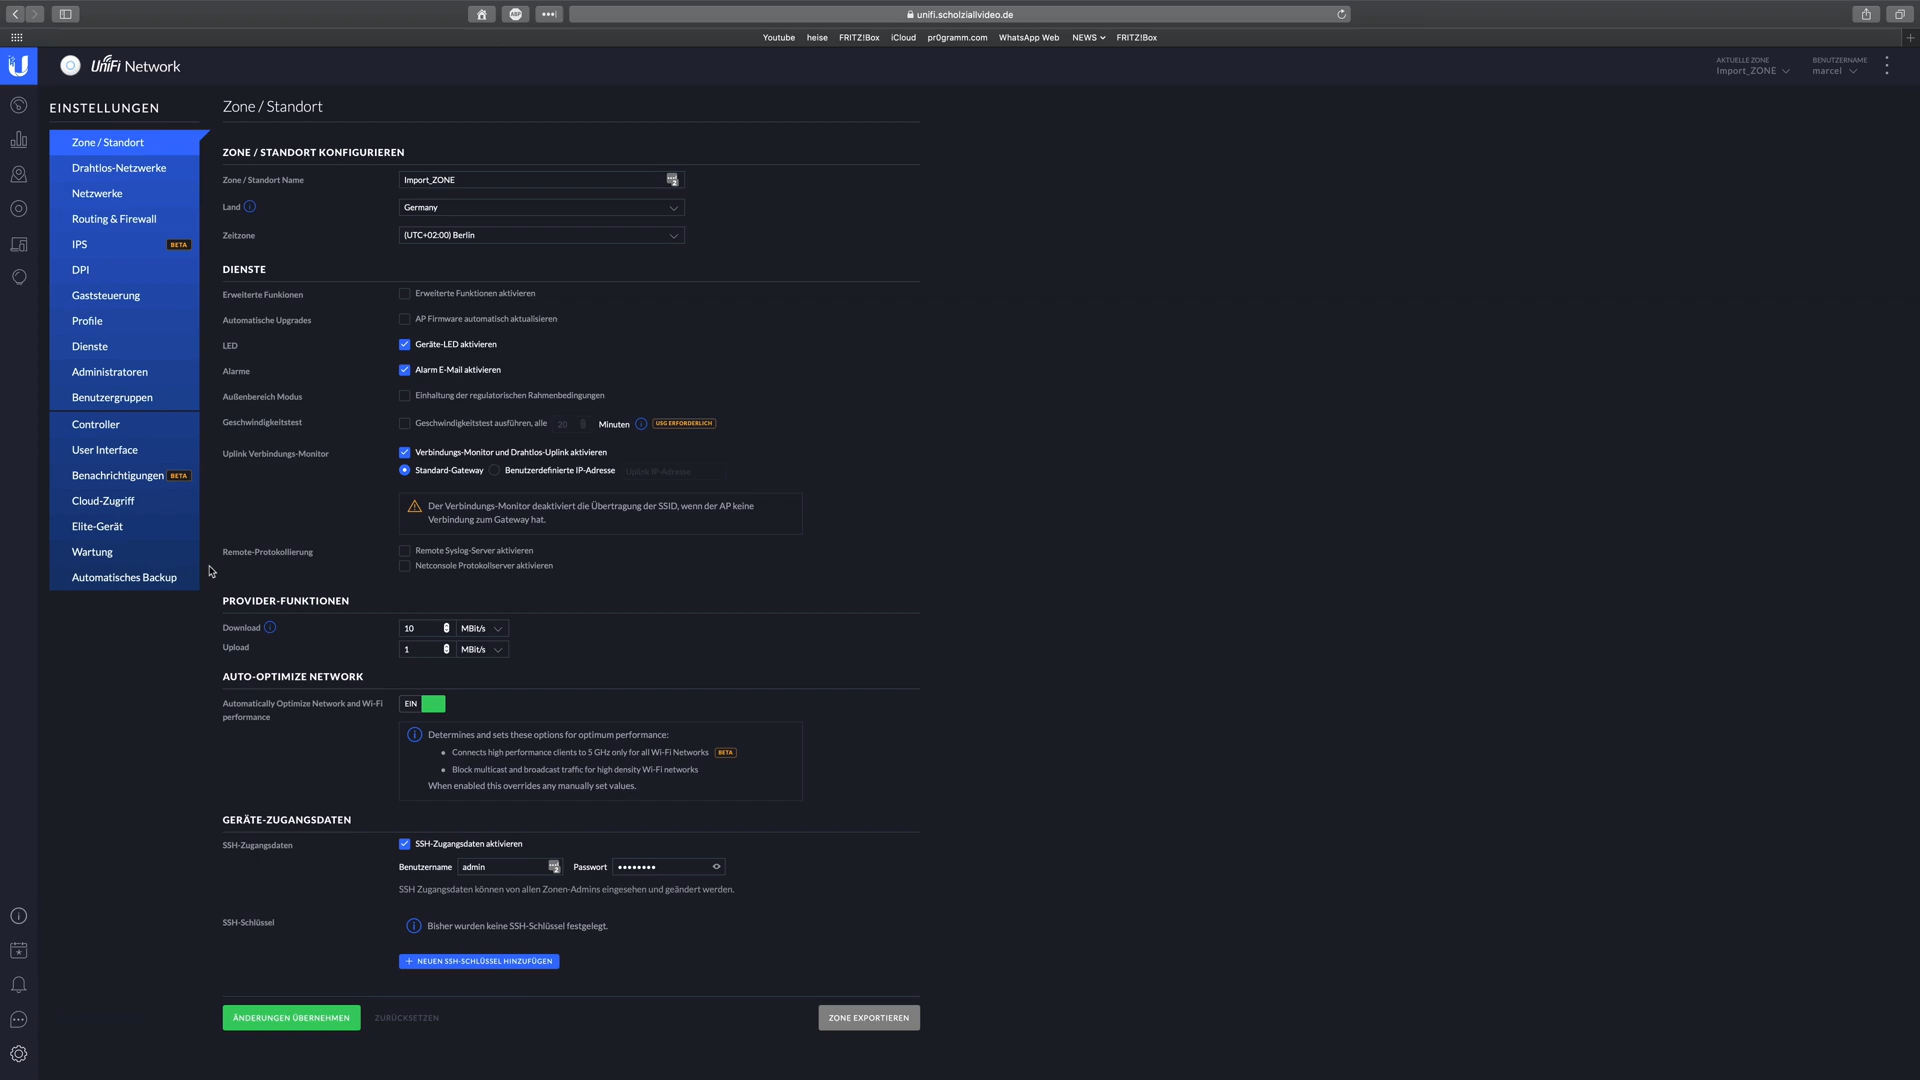 unifi.scholziallvideo.de
ABP
Youtube heise FRITZ!Box iCloud pr0gramm.com WhatsApp Web NEWS FRITZ!Box
UniFi Network
AKTUELLE ZONE
Import_ZONE
BENUTZERNAME
marcel
EINSTELLUNGEN
Zone / Standort
Drahtlos-Netzwerke
Netzwerke
Routing & Firewall
IPS BETA
DPI
Gaststeuerung
Profile
Dienste
Administratoren
Benutzergruppen
Controller
User Interface
Benachrichtigungen BETA
Cloud-Zugriff
Elite-Gerät
Wartung
Automatisches Backup
Zone / Standort
ZONE / STANDORT KONFIGURIEREN
Zone / Standort Name Import_ZONE
Land Germany
Zeitzone (UTC+02:00) Berlin
DIENSTE
Erweiterte Funktionen Erweiterte Funktionen aktivieren
Automatische Upgrades AP Firmware automatisch aktualisieren
LED Geräte-LED aktivieren
Alarme Alarm E-Mail aktivieren
Außenbereich Modus Einhaltung der regulatorischen Rahmenbedingungen
Geschwindigkeitstest Geschwindigkeitstest ausführen, alle 20 Minuten USG ERFORDERLICH
Uplink Verbindungs-Monitor Verbindungs-Monitor und Drahtlos-Uplink aktivieren
Standard-Gateway Benutzerdefinierte IP-Adresse Uplink IP-Adresse
Der Verbindungs-Monitor deaktiviert die Übertragung der SSID, wenn der AP keine
Verbindung zum Gateway hat.
Remote-Protokollierung Remote Syslog-Server aktivieren
Netconsole Protokollserver aktivieren
PROVIDER-FUNKTIONEN
Download 10 MBit/s
Upload 1 MBit/s
AUTO-OPTIMIZE NETWORK
Automatically Optimize Network and Wi-Fi
performance
EIN
Determines and sets these options for optimum performance:
• Connects high performance clients to 5 GHz only for all Wi-Fi Networks BETA
• Block multicast and broadcast traffic for high density Wi-Fi networks
When enabled this overrides any manually set values.
GERÄTE-ZUGANGSDATEN
SSH-Zugangsdaten SSH-Zugangsdaten aktivieren
Benutzername admin Passwort ••••••••
SSH Zugangsdaten können von allen Zonen-Admins eingesehen und geändert werden.
SSH-Schlüssel Bisher wurden keine SSH-Schlüssel festgelegt.
+ NEUEN SSH-SCHLÜSSEL HINZUFÜGEN
ÄNDERUNGEN ÜBERNEHMEN ZURÜCKSETZEN ZONE EXPORTIEREN